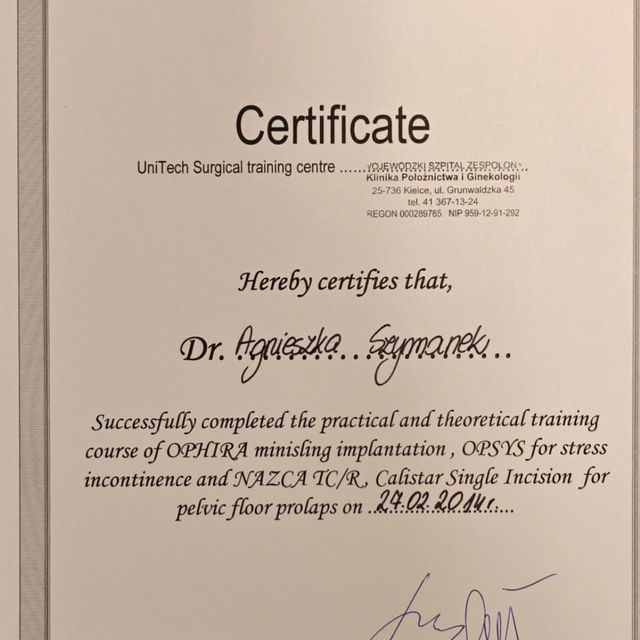 Certificate
UniTech Surgical training centre ......WOJEWÓDZKI SZPITAL ZESPOLONY..
Klinika Położnictwa i Ginekologii
25-736 Kielce, ul. Grunwaldzka 45
tel. 41 367-13-24
REGON 000289785 NIP 959-12-91-292
Hereby certifies that,
Dr. Agnieszka Szymanek
Successfully completed the practical and theoretical training
course of OPHIRA minisling implantation , OPSYS for stress
incontinence and NAZCA TC/R, Calistar Single Incision for
pelvic floor prolaps on 27.02.2014r.